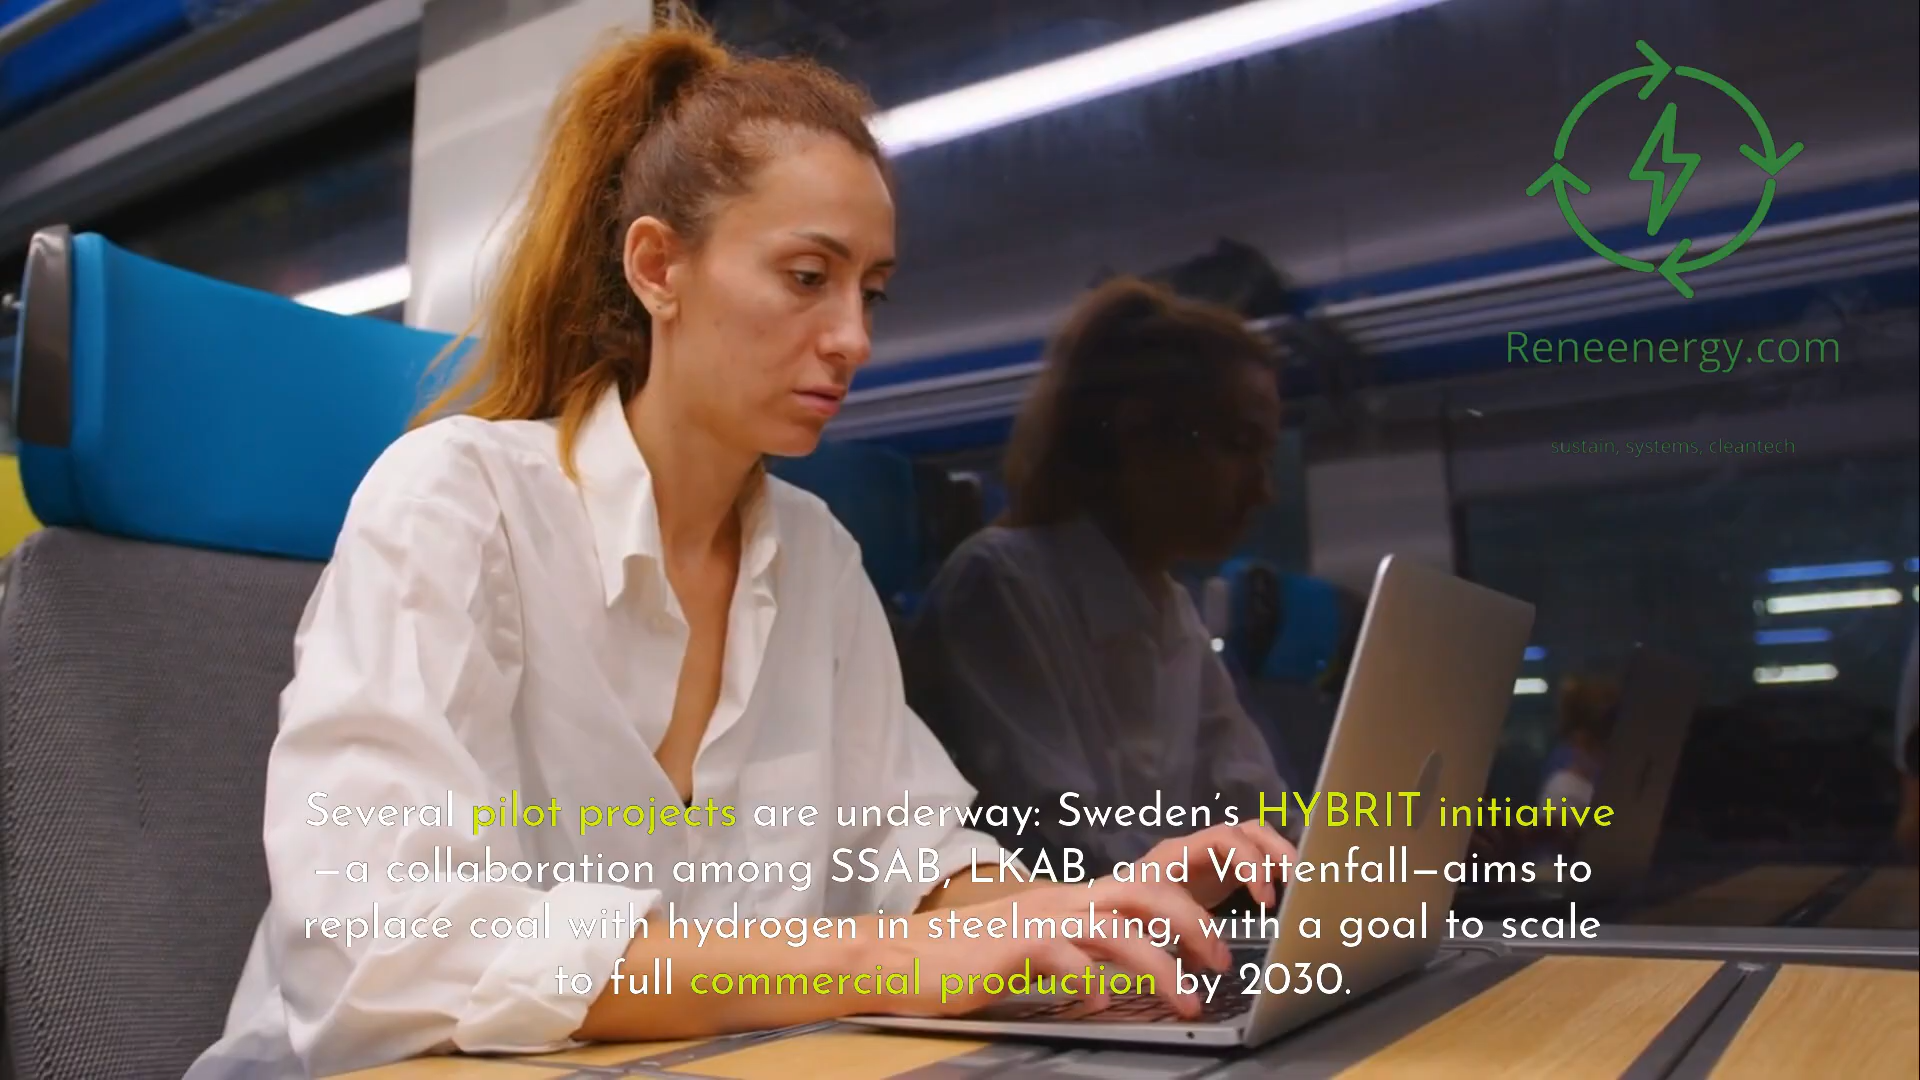 Reneenergy.com
sustain, systems, cleantech
Several pilot projects are underway: Sweden's HYBRIT initiative
—a collaboration among SSAB, LKAB, and Vattenfall—aims to
replace coal with hydrogen in steelmaking, with a goal to scale
to full commercial production by 2030.